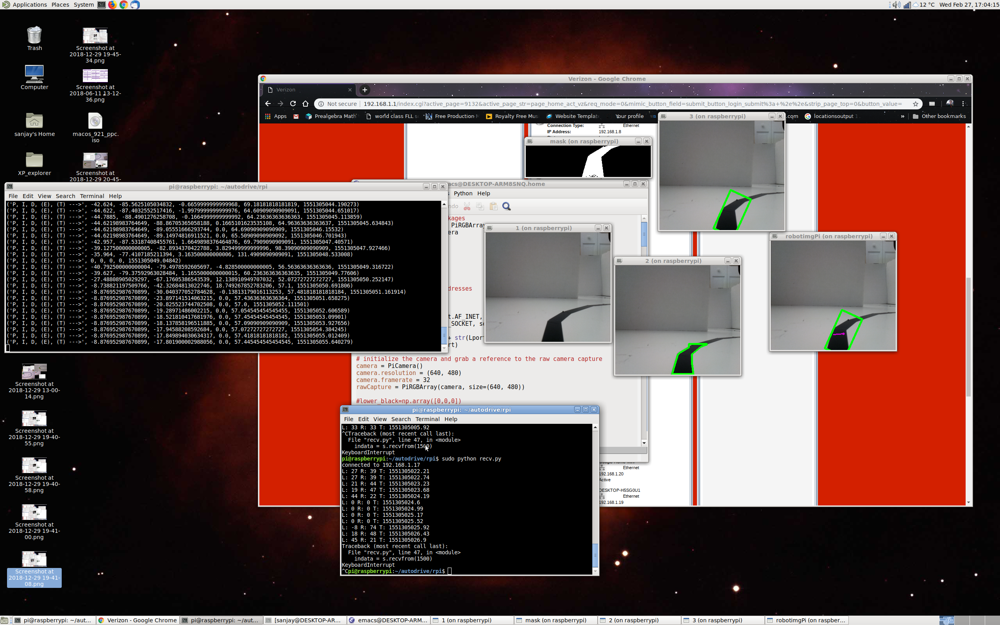 Applications Places System
12 °C Wed Feb 27, 17:04:15
Trash
Screenshot at
2018-12-29 19-45-
34.png
Computer
Screenshot at
2018-06-11 13-12-
36.png
sanjay's Home
macos_921_ppc.
iso
XP_explorer
Screenshot at
2018-12-29 20-45-
Verizon - Google Chrome
Verizon
Not secure 192.168.1.1/index.cgi?active_page=9132&active_page_str=page_home_act_vz&req_mode=0&mimic_button_field=submit_button_login_submit%3a+%2e%2e&strip_page_top=0&button_value=
Apps Prealgebra Math world class FLL sc Free Production M Royalty Free Mus Website Template Your profile .com locationsoutput 1 » Other bookmarks
Connection Type: Ethernet
IP Address: 192.168.1.8
mask (on raspberrypi)
3 (on raspberrypi)
pi@raspberrypi: ~/autodrive/rpi
File Edit View Search Terminal Help
('P, I, D, (E), (T) --->', -42.624, -85.5625105034832, -0.6659999999999968, 69.18181818181819, 1551305044.190273)
('P, I, D, (E), (T) --->', -44.622, -87.4032552517416, -1.9979999999999976, 64.60909090909091, 1551305044.651017)
('P, I, D, (E), (T) --->', -44.7885, -88.4901276258708, -0.1664999999999992, 64.23636363636363, 1551305045.113859)
('P, I, D, (E), (T) --->', -44.62198983764649, -88.86705365058188, 0.1665101623535108, 64.96363636363637, 1551305045.634843)
('P, I, D, (E), (T) --->', -44.62198983764649, -89.05551666293744, 0.0, 64.69090909090909, 1551305046.15532)
('P, I, D, (E), (T) --->', -44.62198983764649, -89.14974816911521, 0.0, 65.50909090909092, 1551305046.701943)
('P, I, D, (E), (T) --->', -42.957, -87.53187408455761, 1.6649898376464876, 69.7909090909091, 1551305047.40571)
('P, I, D, (E), (T) --->', -39.127500000000005, -82.8934370422788, 3.829499999999996, 98.39090909090909, 1551305047.927466)
('P, I, D, (E), (T) --->', -35.964, -77.4107185211394, 3.163500000000006, 131.4909090909091, 1551305048.533008)
('P, I, D, (E), (T) --->', 0, 0, 0, 0, 1551305049.04842)
('P, I, D, (E), (T) --->', -40.792500000000004, -79.4978592605697, -4.828500000000005, 56.56363636363636, 1551305049.316722)
('P, I, D, (E), (T) --->', -39.627, -79.37592963028484, 1.1655000000000015, 60.236363636363635, 1551305049.77606)
('P, I, D, (E), (T) --->', -27.48808905029297, -67.17605386543539, 12.138910949707032, 52.07272727272727, 1551305050.252147)
('P, I, D, (E), (T) --->', -8.738821197509766, -42.32684813022746, 18.749267852783206, 57.1, 1551305050.691806)
('P, I, D, (E), (T) --->', -8.876952987670899, -30.040377052784628, -0.13813179016113253, 57.481818181818184, 1551305051.161914)
('P, I, D, (E), (T) --->', -8.876952987670899, -23.897141514063215, 0.0, 57.43636363636364, 1551305051.658275)
('P, I, D, (E), (T) --->', -8.876952987670899, -20.825523744702508, 0.0, 57.0, 1551305052.111501)
('P, I, D, (E), (T) --->', -8.876952987670899, -19.28971486002215, 0.0, 57.054545454545455, 1551305052.606589)
('P, I, D, (E), (T) --->', -8.876952987670899, -18.521810417681976, 0.0, 57.45454545454545, 1551305053.09901)
('P, I, D, (E), (T) --->', -8.876952987670899, -18.137858196511885, 0.0, 57.09090909090909, 1551305053.927656)
('P, I, D, (E), (T) --->', -8.876952987670899, -17.94588208592684, 0.0, 57.07272727272727, 1551305054.384245)
('P, I, D, (E), (T) --->', -8.876952987670899, -17.849894030634317, 0.0, 57.41818181818182, 1551305055.012409)
('P, I, D, (E), (T) --->', -8.876952987670899, -17.801900002988056, 0.0, 57.445454545454545, 1551305055.640279)
acs@DESKTOP-ARM8SNQ.home
Python Help
ndo
kages
PiRGBArray
era
dresses
t.AF_INET,
_SOCKET, so
+ str(Lport
rt)
# initialize the camera and grab a reference to the raw camera capture
camera = PiCamera()
camera.resolution = (640, 480)
camera.framerate = 32
rawCapture = PiRGBArray(camera, size=(640, 480))
#lower_black=np.array([0,0,0])
1 (on raspberrypi)
2 (on raspberrypi)
robotimgPi (on raspberrypi)
pi@raspberrypi: ~/autodrive/rpi
File Edit View Search Terminal Help
L: 33 R: 33 T: 1551305005.92
^CTraceback (most recent call last):
File "recv.py", line 47, in <module>
indata = s.recvfrom(1500)
KeyboardInterrupt
pi@raspberrypi:~/autodrive/rpi$ sudo python recv.py
connected to 192.168.1.17
L: 27 R: 39 T: 1551305022.21
L: 27 R: 39 T: 1551305022.74
L: 21 R: 44 T: 1551305023.23
L: 19 R: 47 T: 1551305023.68
L: 44 R: 22 T: 1551305024.19
L: 0 R: 0 T: 1551305024.6
L: 0 R: 0 T: 1551305024.99
L: 0 R: 0 T: 1551305025.17
L: 0 R: 0 T: 1551305025.52
L: -8 R: 74 T: 1551305025.92
L: 18 R: 48 T: 1551305026.43
L: 45 R: 21 T: 1551305026.9
Traceback (most recent call last):
File "recv.py", line 47, in <module>
indata = s.recvfrom(1500)
KeyboardInterrupt
^Cpi@raspberrypi:~/autodrive/rpi$
Ethernet
192.168.1.20
Active
DESKTOP-H5SG0U1
Ethernet
192.168.1.19
Screenshot at
2018-12-29 13-00-
14.png
Screenshot at
2018-12-29 19-40-
55.png
Screenshot at
2018-12-29 19-40-
58.png
Screenshot at
2018-12-29 19-41-
00.png
Screenshot at
2018-12-29 19-41-
08.png
pi@raspberrypi: ~/aut... Verizon - Google Chrome pi@raspberrypi: ~/aut... [sanjay@DESKTOP-AR... emacs@DESKTOP-ARM... 1 (on raspberrypi) mask (on raspberrypi) 2 (on raspberrypi) 3 (on raspberrypi) robotimgPi (on raspber...